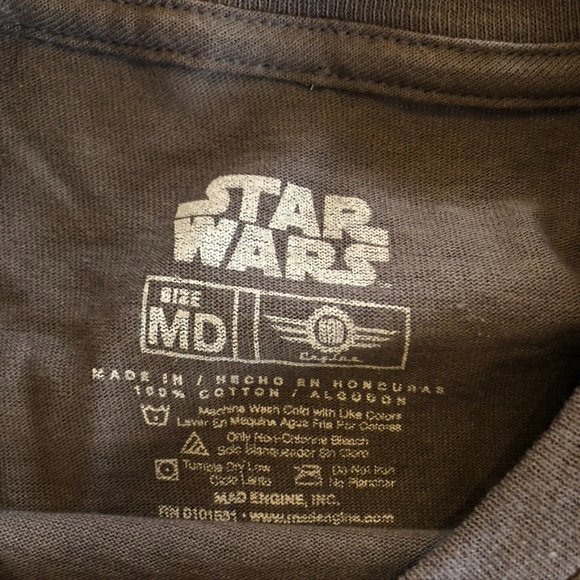 STAR
WARS
SIZE
MD
MAD
Engine
MADE IN / HECHO EN HONDURAS
100% COTTON / ALGODON
Machine Wash Cold with Like Colors
Lavar En Maquina Agua Fria Por Colores
Only Non-Chlorine Bleach
Solo Blanqueador Sin Cloro
Tumble Dry Low
Ciclo Lento
Do Not Iron
No Planchar
MAD ENGINE, INC.
RN 0101531 • www.madengine.com